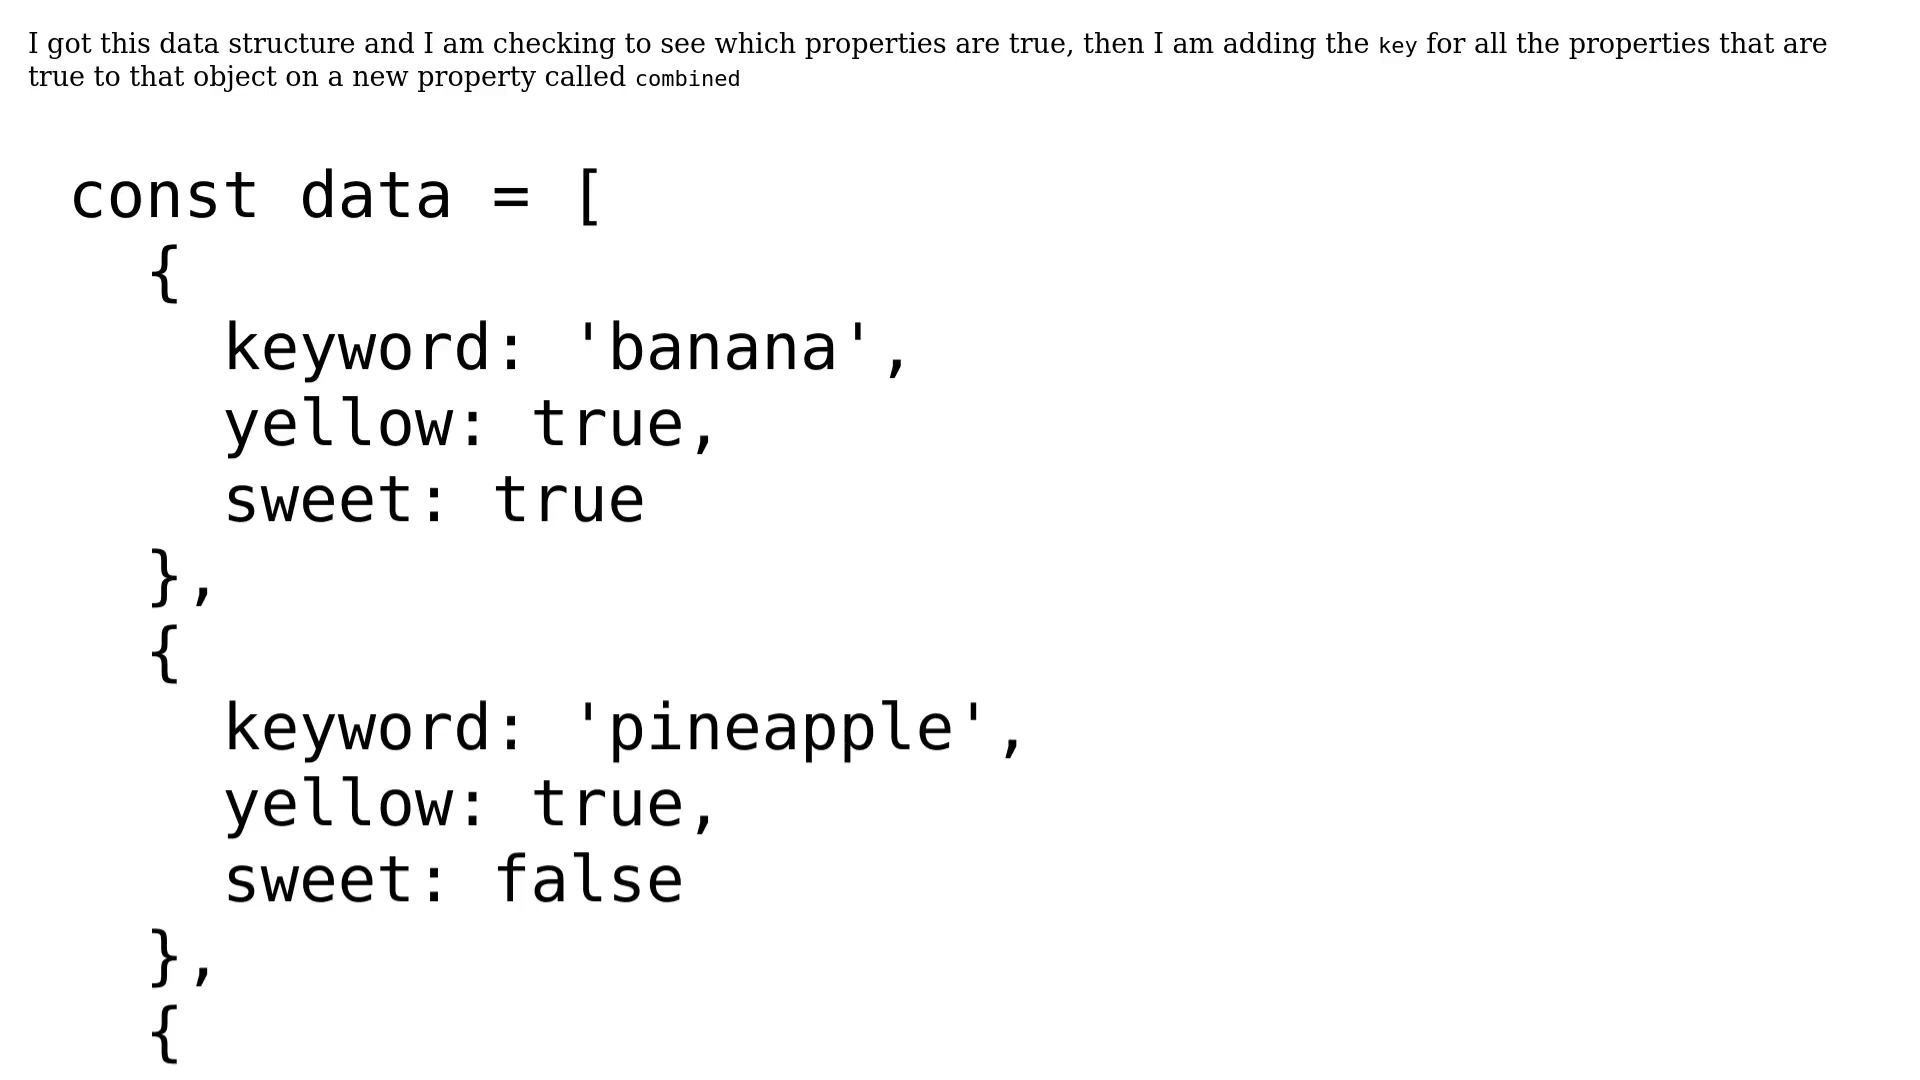 I got this data structure and I am checking to see which properties are true, then I am adding the key for all the properties that are
true to that object on a new property called combined
const data = [
  {
    keyword: 'banana',
    yellow: true,
    sweet: true
  },
  {
    keyword: 'pineapple',
    yellow: true,
    sweet: false
  },
  {